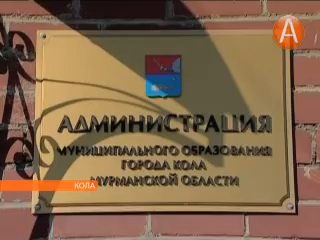 А
АДМИНИСТРАЦИЯ
МУНИЦИПАЛЬНОГО ОБРАЗОВАНИЯ
ГОРОДА КОЛА
МУРМАНСКОЙ ОБЛАСТИ
КОЛА